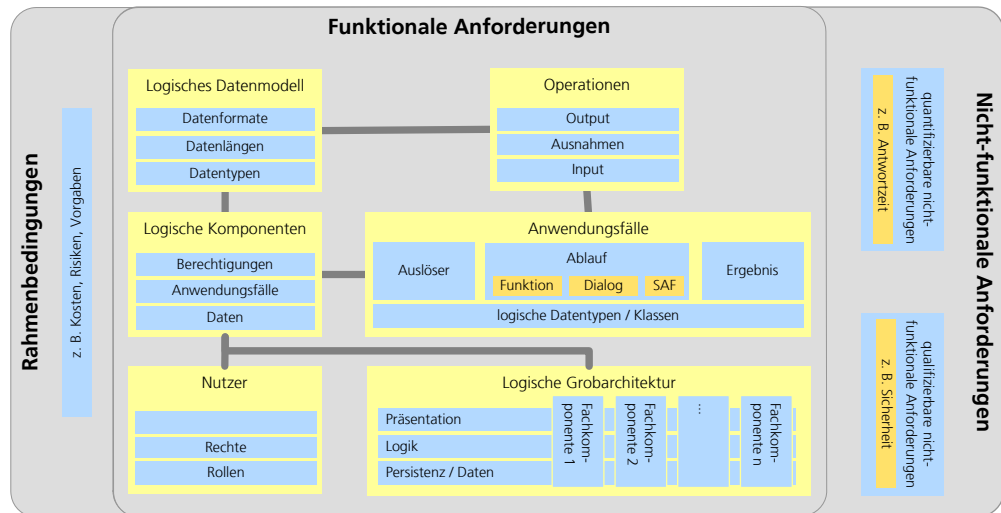 Funktionale Anforderungen
Rahmenbedingungen
z. B. Kosten, Risiken, Vorgaben
Logisches Datenmodell
Datenformate
Datenlängen
Datentypen
Operationen
Output
Ausnahmen
Input
Logische Komponenten
Berechtigungen
Anwendungsfälle
Daten
Anwendungsfälle
Auslöser
Ablauf
Funktion
Dialog
SAF
Ergebnis
logische Datentypen / Klassen
Nutzer
Rechte
Rollen
Logische Grobarchitektur
Präsentation
Logik
Persistenz / Daten
Fachkom-
ponente 1
Fachkom-
ponente 2
...
Fachkom-
ponente n
quantifizierbare nicht-
funktionale Anforderungen
z. B. Antwortzeit
qualifizierbare nicht-
funktionale Anforderungen
z. B. Sicherheit
Nicht-funktionale Anforderungen